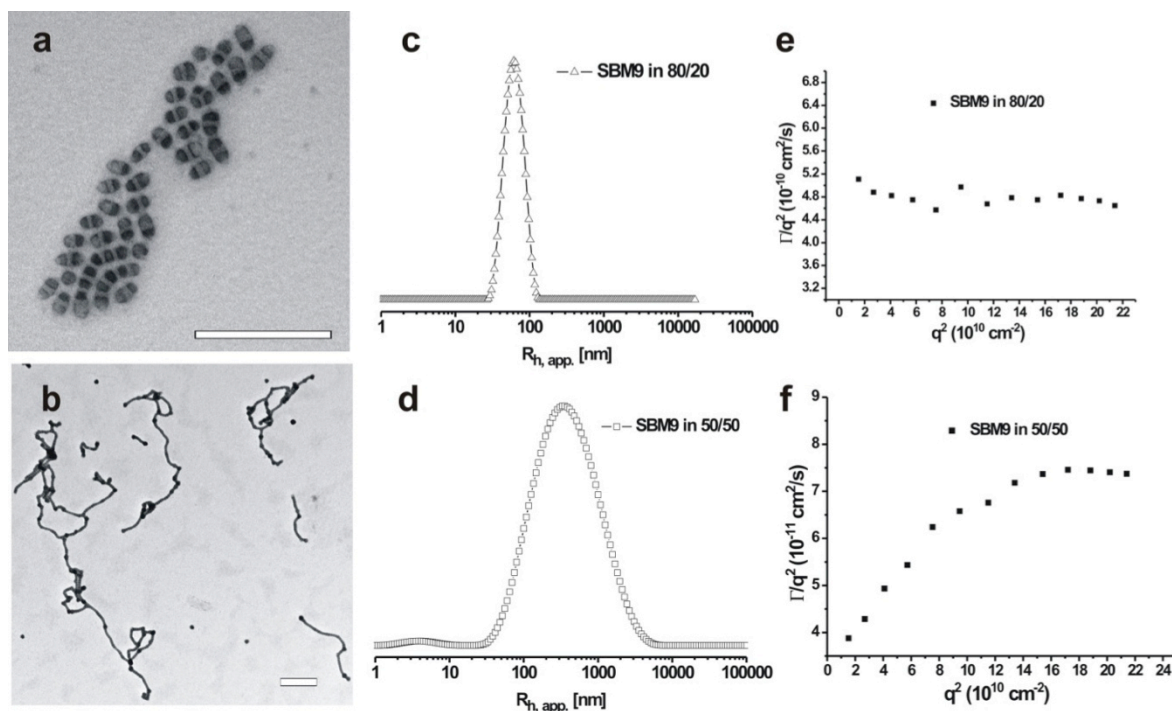 a
b
c
SBM9 in 80/20
1 10 100 1000 10000 100000
R_h, app. [nm]
d
SBM9 in 50/50
1 10 100 1000 10000 100000
R_h, app. [nm]
e
SBM9 in 80/20
6.8
6.4
6.0
5.6
5.2
4.8
4.4
4.0
3.6
3.2
Γ/q² (10⁻¹⁰ cm²/s)
0 2 4 6 8 10 12 14 16 18 20 22
q² (10¹⁰ cm⁻²)
f
SBM9 in 50/50
9
8
7
6
5
4
Γ/q² (10⁻¹¹ cm²/s)
0 2 4 6 8 10 12 14 16 18 20 22 24
q² (10¹⁰ cm⁻²)